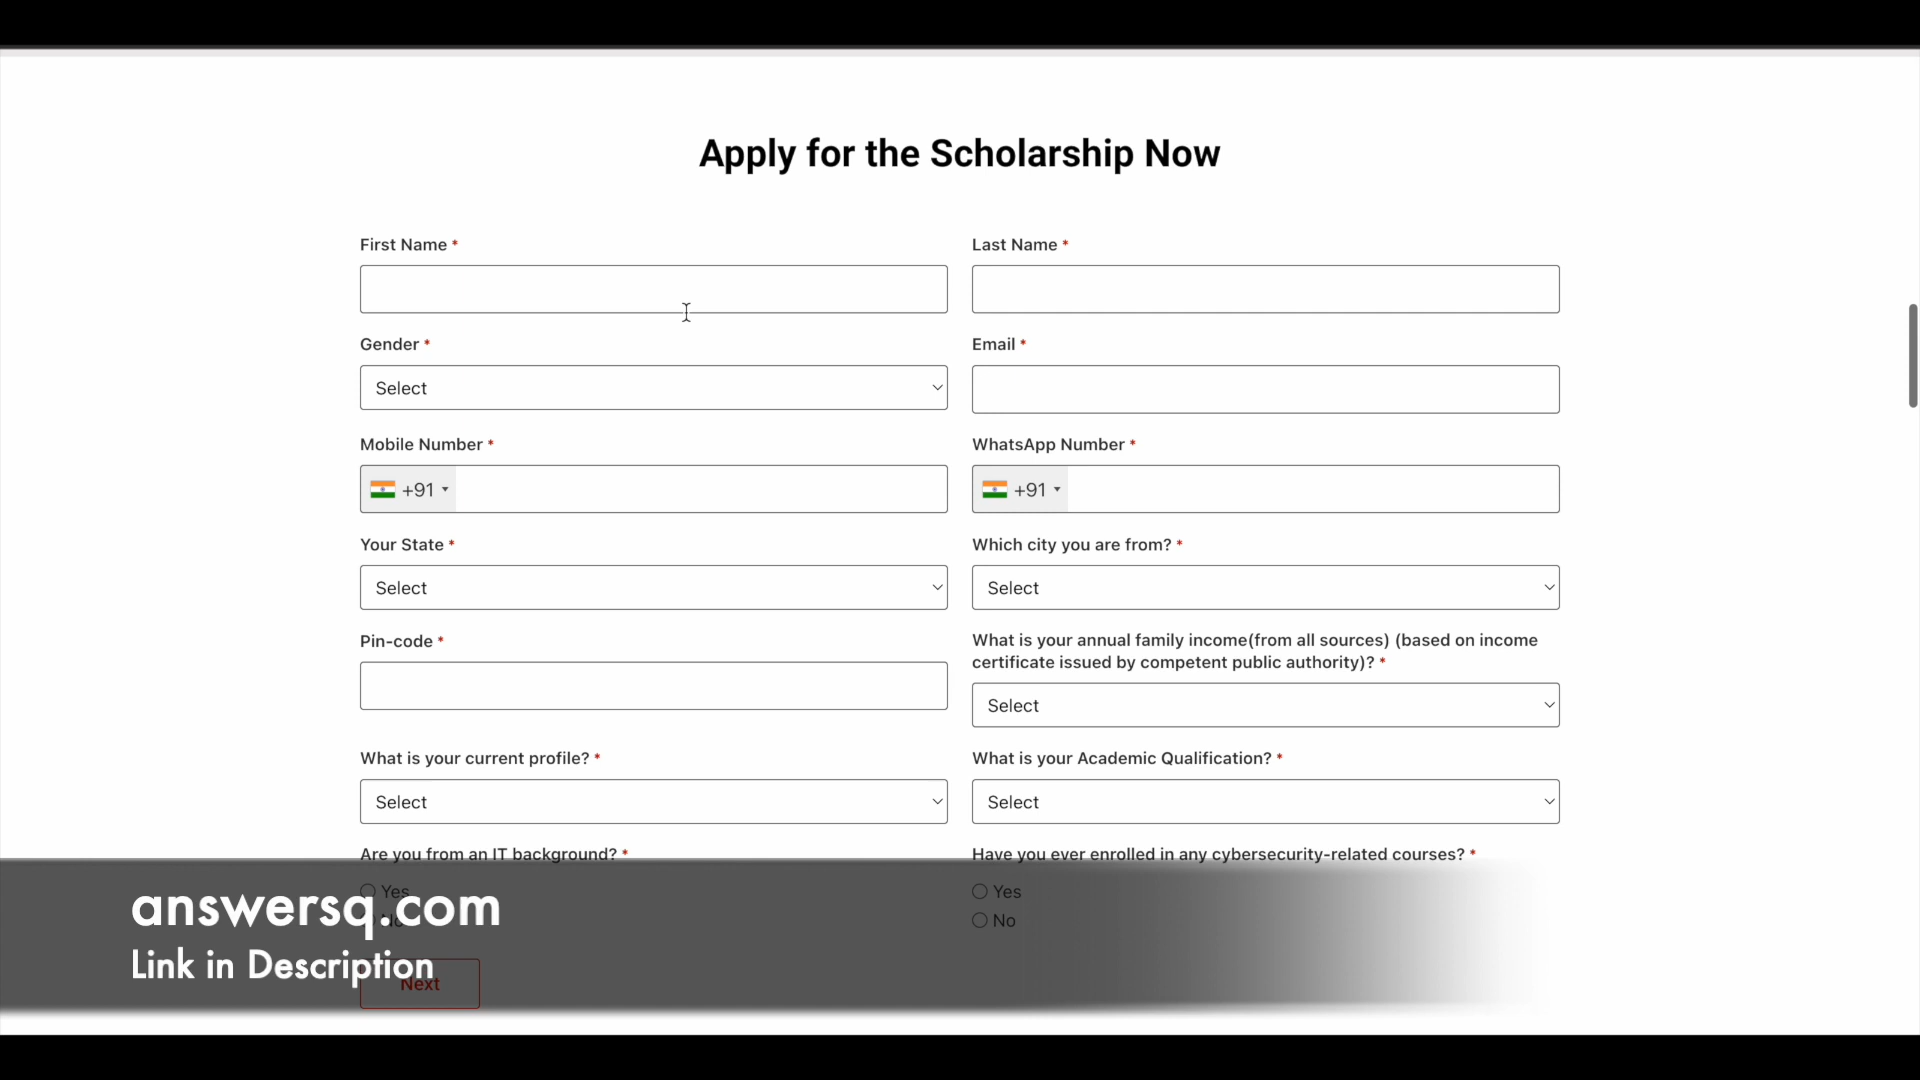 Apply for the Scholarship Now
First Name *
Last Name *
Gender *
Email *
Select
Mobile Number *
WhatsApp Number *
+91
+91
Your State *
Which city you are from? *
Select
Select
Pin-code *
What is your annual family income(from all sources) (based on income
certificate issued by competent public authority)? *
Select
What is your current profile? *
What is your Academic Qualification? *
Select
Select
Are you from an IT background? *
Have you ever enrolled in any cybersecurity-related courses? *
Yes
Yes
No
No
answersq.com
Link in Description
Next